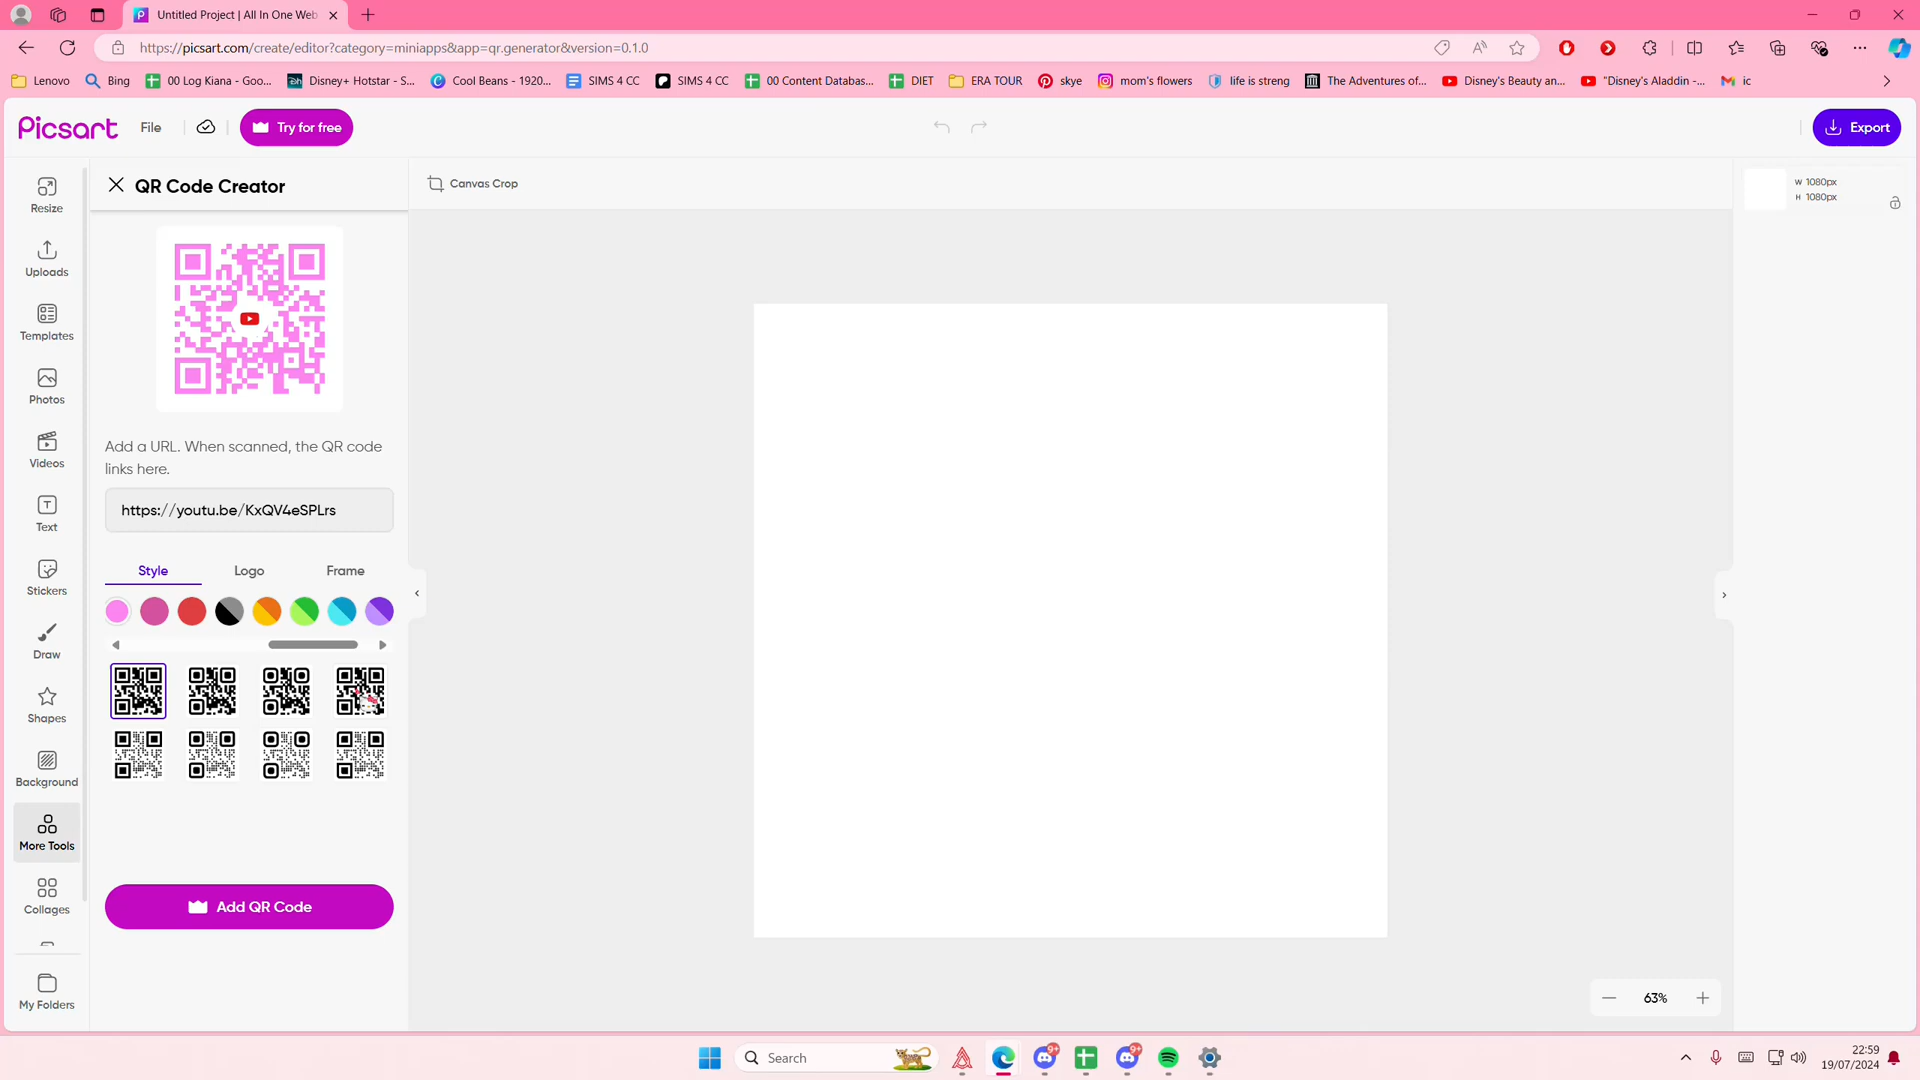 Untitled Project | All In One Web
https://picsart.com/create/editor?category=miniapps&app=qr.generator&version=0.1.0
Lenovo
Bing
00 Log Kiana - Goo...
Disney+ Hotstar - S...
Cool Beans - 1920...
SIMS 4 CC
SIMS 4 CC
00 Content Databas...
DIET
ERA TOUR
skye
mom's flowers
life is streng
The Adventures of...
Disney's Beauty an...
"Disney's Aladdin -...
ic
Picsart
File
Try for free
Export
Resize
Uploads
Templates
Photos
Videos
Text
Stickers
Draw
Shapes
Background
More Tools
Collages
My Folders
QR Code Creator
Add a URL. When scanned, the QR code
links here.
https://youtu.be/KxQV4eSPLrs
Style
Logo
Frame
Add QR Code
Canvas Crop
W 1080px
H 1080px
63%
Search
9+
9+
22:59
19/07/2024